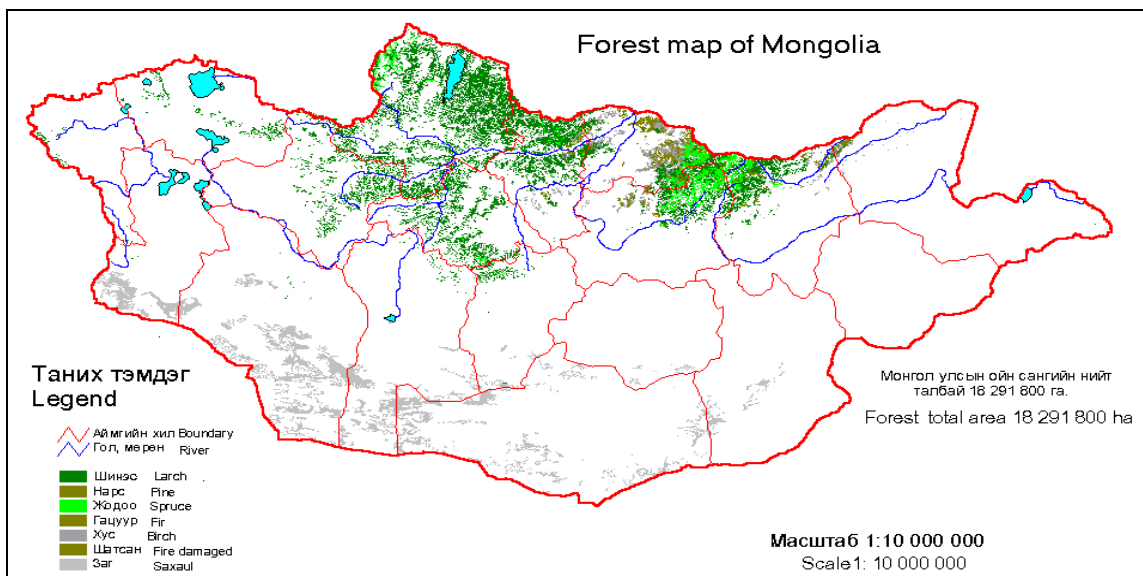 Forest map of Mongolia
Таних тэмдэг
Legend
Аймгийн хил Boundary
Гол, мөрөн River
Шинэс Larch
Нарс Pine
Жодоо Spruce
Гацуур Fir
Хус Birch
Шатсан Fire damaged
Заг Saxaul
Монгол улсын ойн сангийн нийт
талбай 18 291 800 га.
Forest total area 18 291 800 ha
Масштаб 1:10 000 000
Scale1: 10 000 000